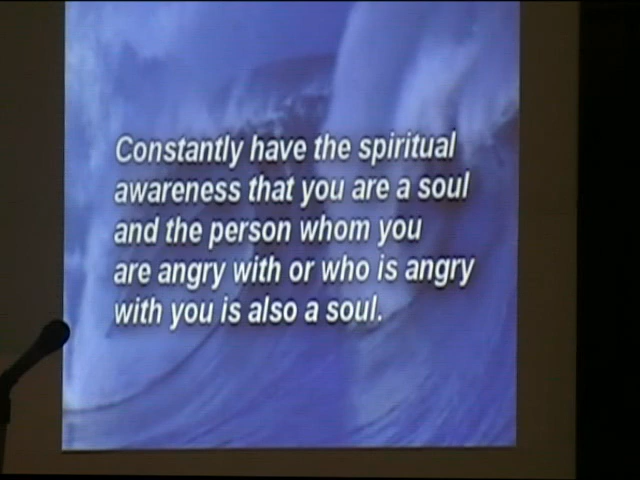 Constantly have the spiritual
awareness that you are a soul
and the person whom you
are angry with or who is angry
with you is also a soul.